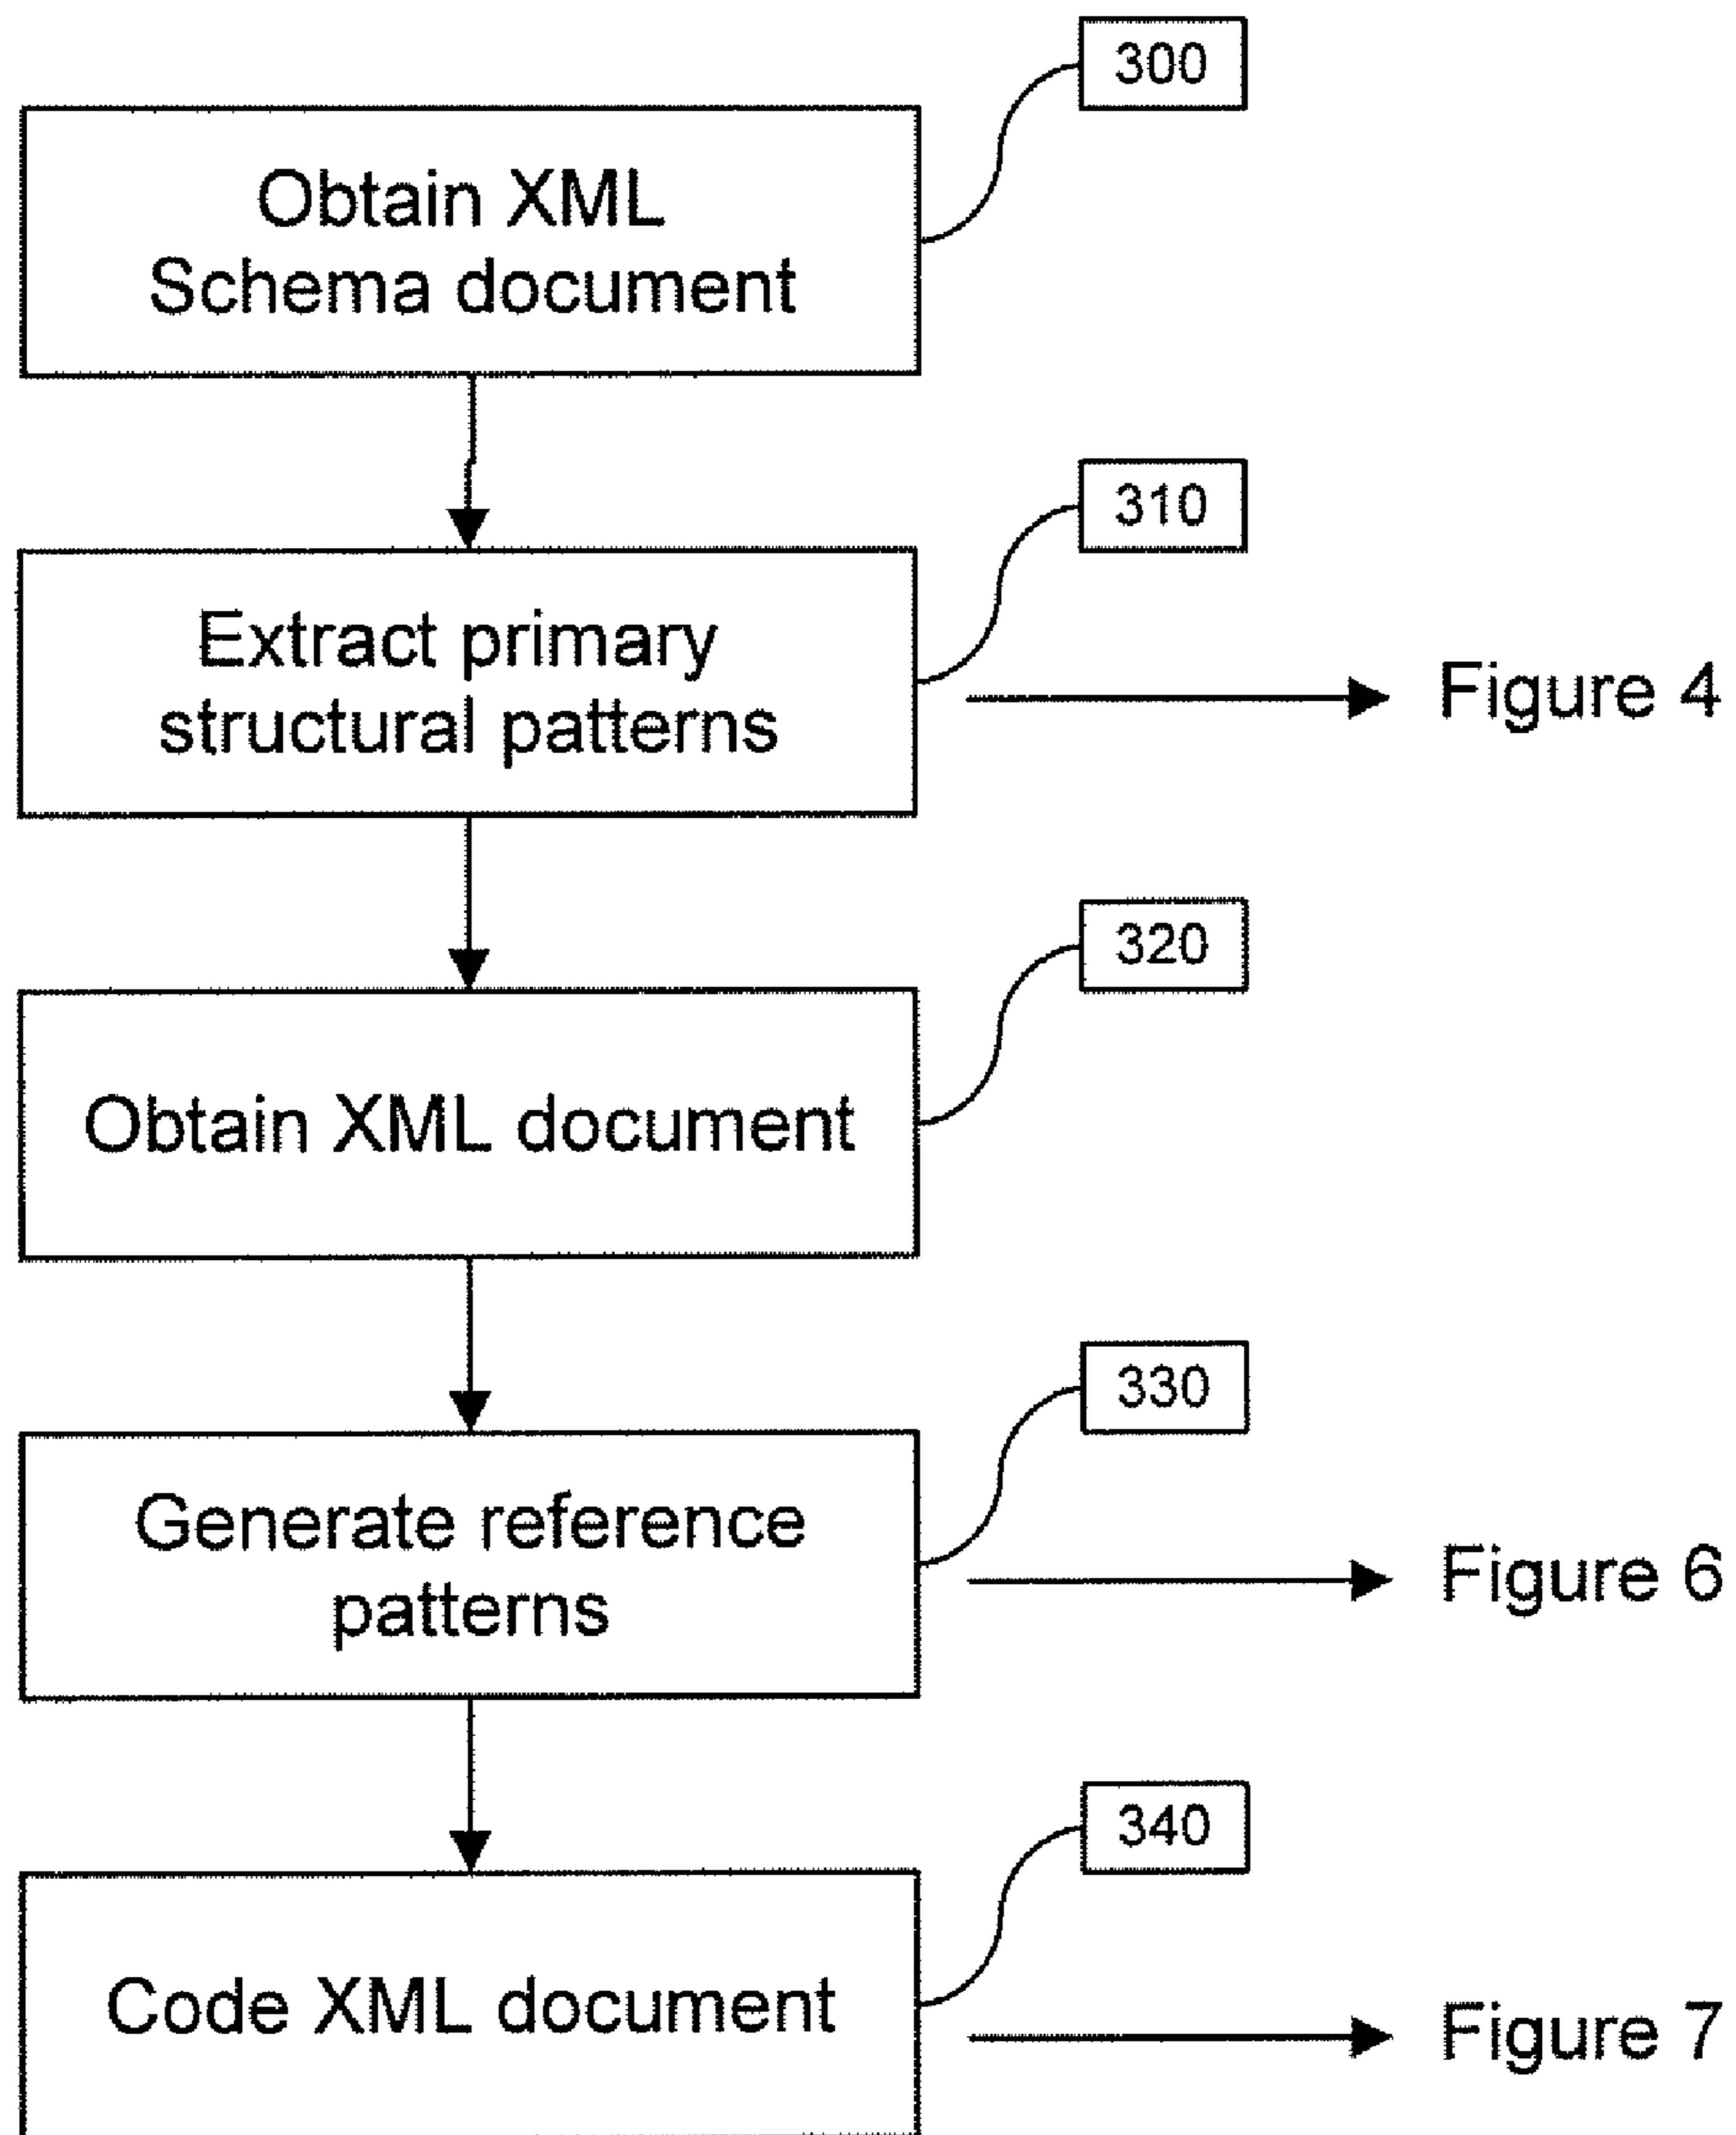 300
Obtain XML
Schema document
310
Extract primary
structural patterns
Figure 4
320
Obtain XML document
330
Generate reference
patterns
Figure 6
340
Code XML document
Figure 7